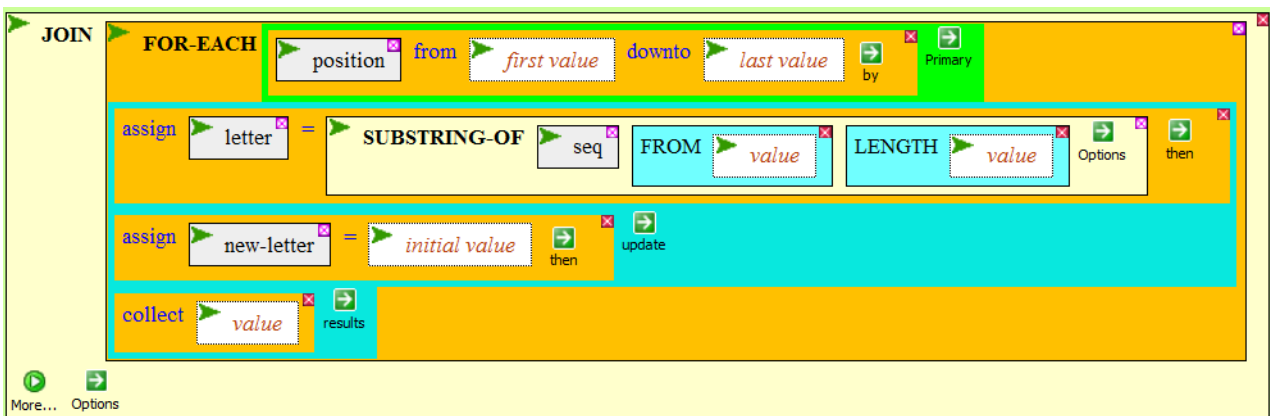 JOIN FOR-EACH position from first value downto last value by Primary
assign letter = SUBSTRING-OF seq FROM value LENGTH value Options then
assign new-letter = initial value then update
collect value results
More... Options